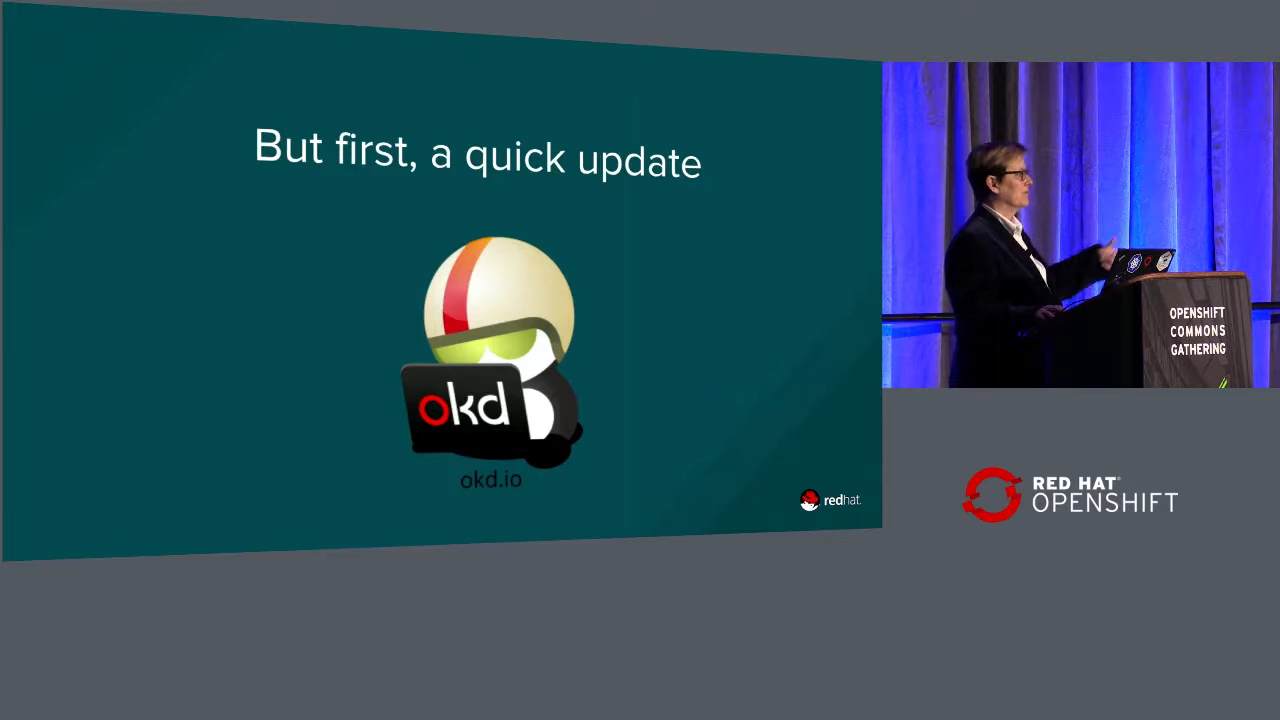 But first, a quick update
okd
okd.io
redhat.
OPENSHIFT
COMMONS
GATHERING
RED HAT®
OPENSHIFT